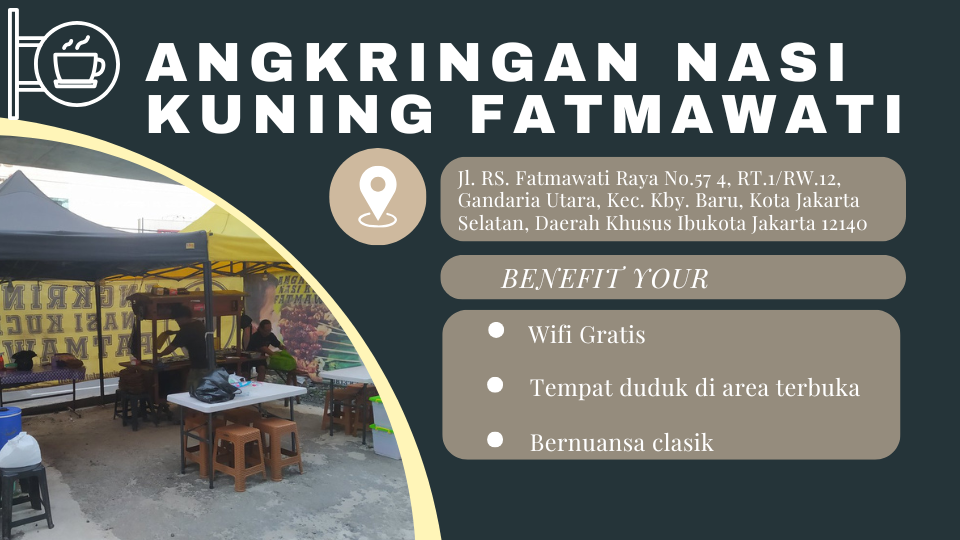 ANGKRINGAN NASI
KUNING FATMAWATI
Jl. RS. Fatmawati Raya No.57 4, RT.1/RW.12,
Gandaria Utara, Kec. Kby. Baru, Kota Jakarta
Selatan, Daerah Khusus Ibukota Jakarta 12140
BENEFIT YOUR
Wifi Gratis
Tempat duduk di area terbuka
Bernuansa clasik